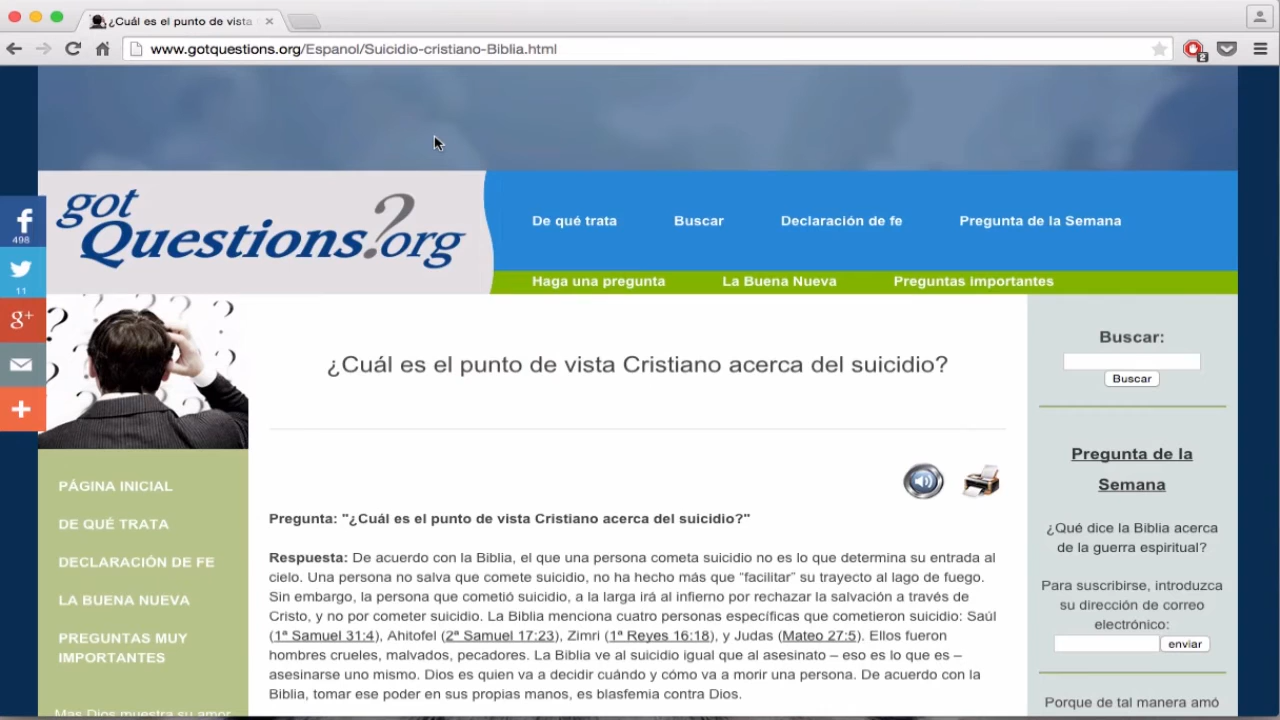 ¿Cuál es el punto de vista
www.gotquestions.org/Espanol/Suicidio-cristiano-Biblia.html
2
got
Questions?.org
De qué trata
Buscar
Declaración de fe
Pregunta de la Semana
Haga una pregunta
La Buena Nueva
Preguntas importantes
f
498
11
g+
PÁGINA INICIAL
DE QUÉ TRATA
DECLARACIÓN DE FE
LA BUENA NUEVA
PREGUNTAS MUY
IMPORTANTES
Mas Dios muestra su amor
¿Cuál es el punto de vista Cristiano acerca del suicidio?
Pregunta: "¿Cuál es el punto de vista Cristiano acerca del suicidio?"
Respuesta: De acuerdo con la Biblia, el que una persona cometa suicidio no es lo que determina su entrada al
cielo. Una persona no salva que comete suicidio, no ha hecho más que “facilitar” su trayecto al lago de fuego.
Sin embargo, la persona que cometió suicidio, a la larga irá al infierno por rechazar la salvación a través de
Cristo, y no por cometer suicidio. La Biblia menciona cuatro personas específicas que cometieron suicidio: Saúl
(1ª Samuel 31:4), Ahitofel (2ª Samuel 17:23), Zimri (1ª Reyes 16:18), y Judas (Mateo 27:5). Ellos fueron
hombres crueles, malvados, pecadores. La Biblia ve al suicidio igual que al asesinato – eso es lo que es –
asesinarse uno mismo. Dios es quien va a decidir cuándo y cómo va a morir una persona. De acuerdo con la
Biblia, tomar ese poder en sus propias manos, es blasfemia contra Dios.
Buscar:
Buscar
Pregunta de la
Semana
¿Qué dice la Biblia acerca
de la guerra espiritual?
Para suscribirse, introduzca
su dirección de correo
electrónico:
enviar
Porque de tal manera amó